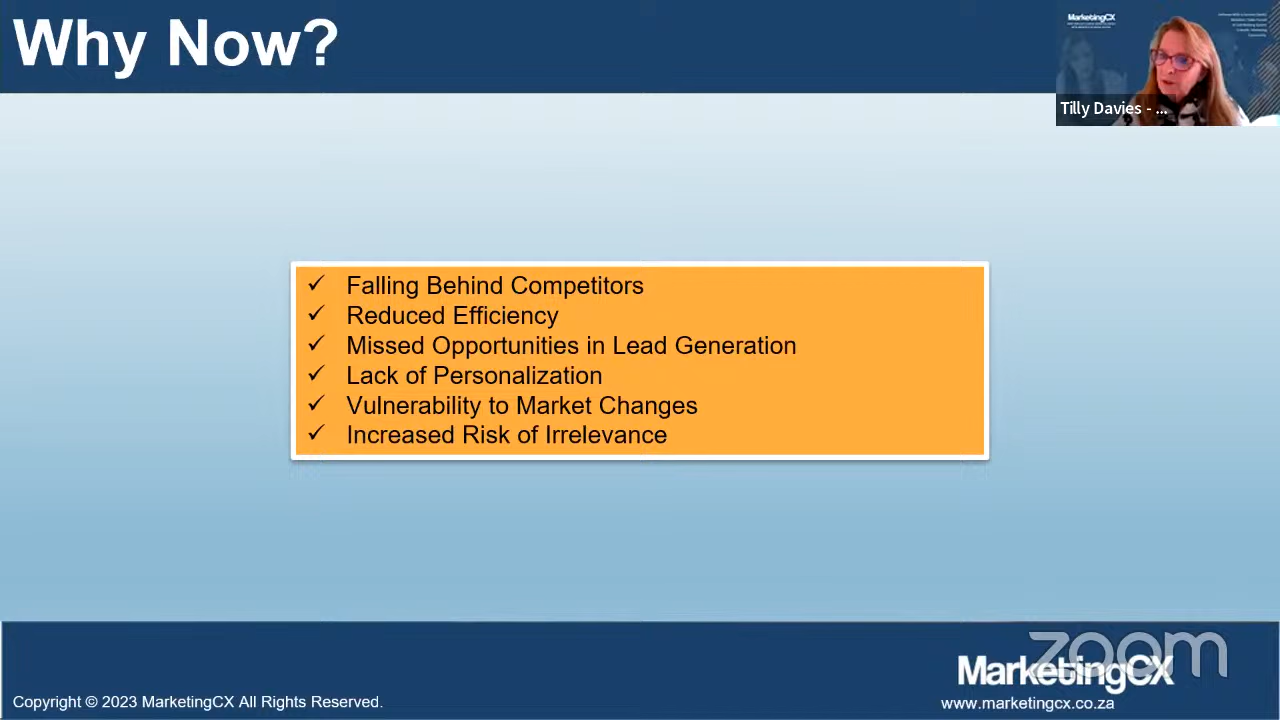 Why Now?
MarketingCX
Tilly Davies - ...
✓ Falling Behind Competitors
✓ Reduced Efficiency
✓ Missed Opportunities in Lead Generation
✓ Lack of Personalization
✓ Vulnerability to Market Changes
✓ Increased Risk of Irrelevance
zoom
MarketingCX
www.marketingcx.co.za
Copyright © 2023 MarketingCX All Rights Reserved.